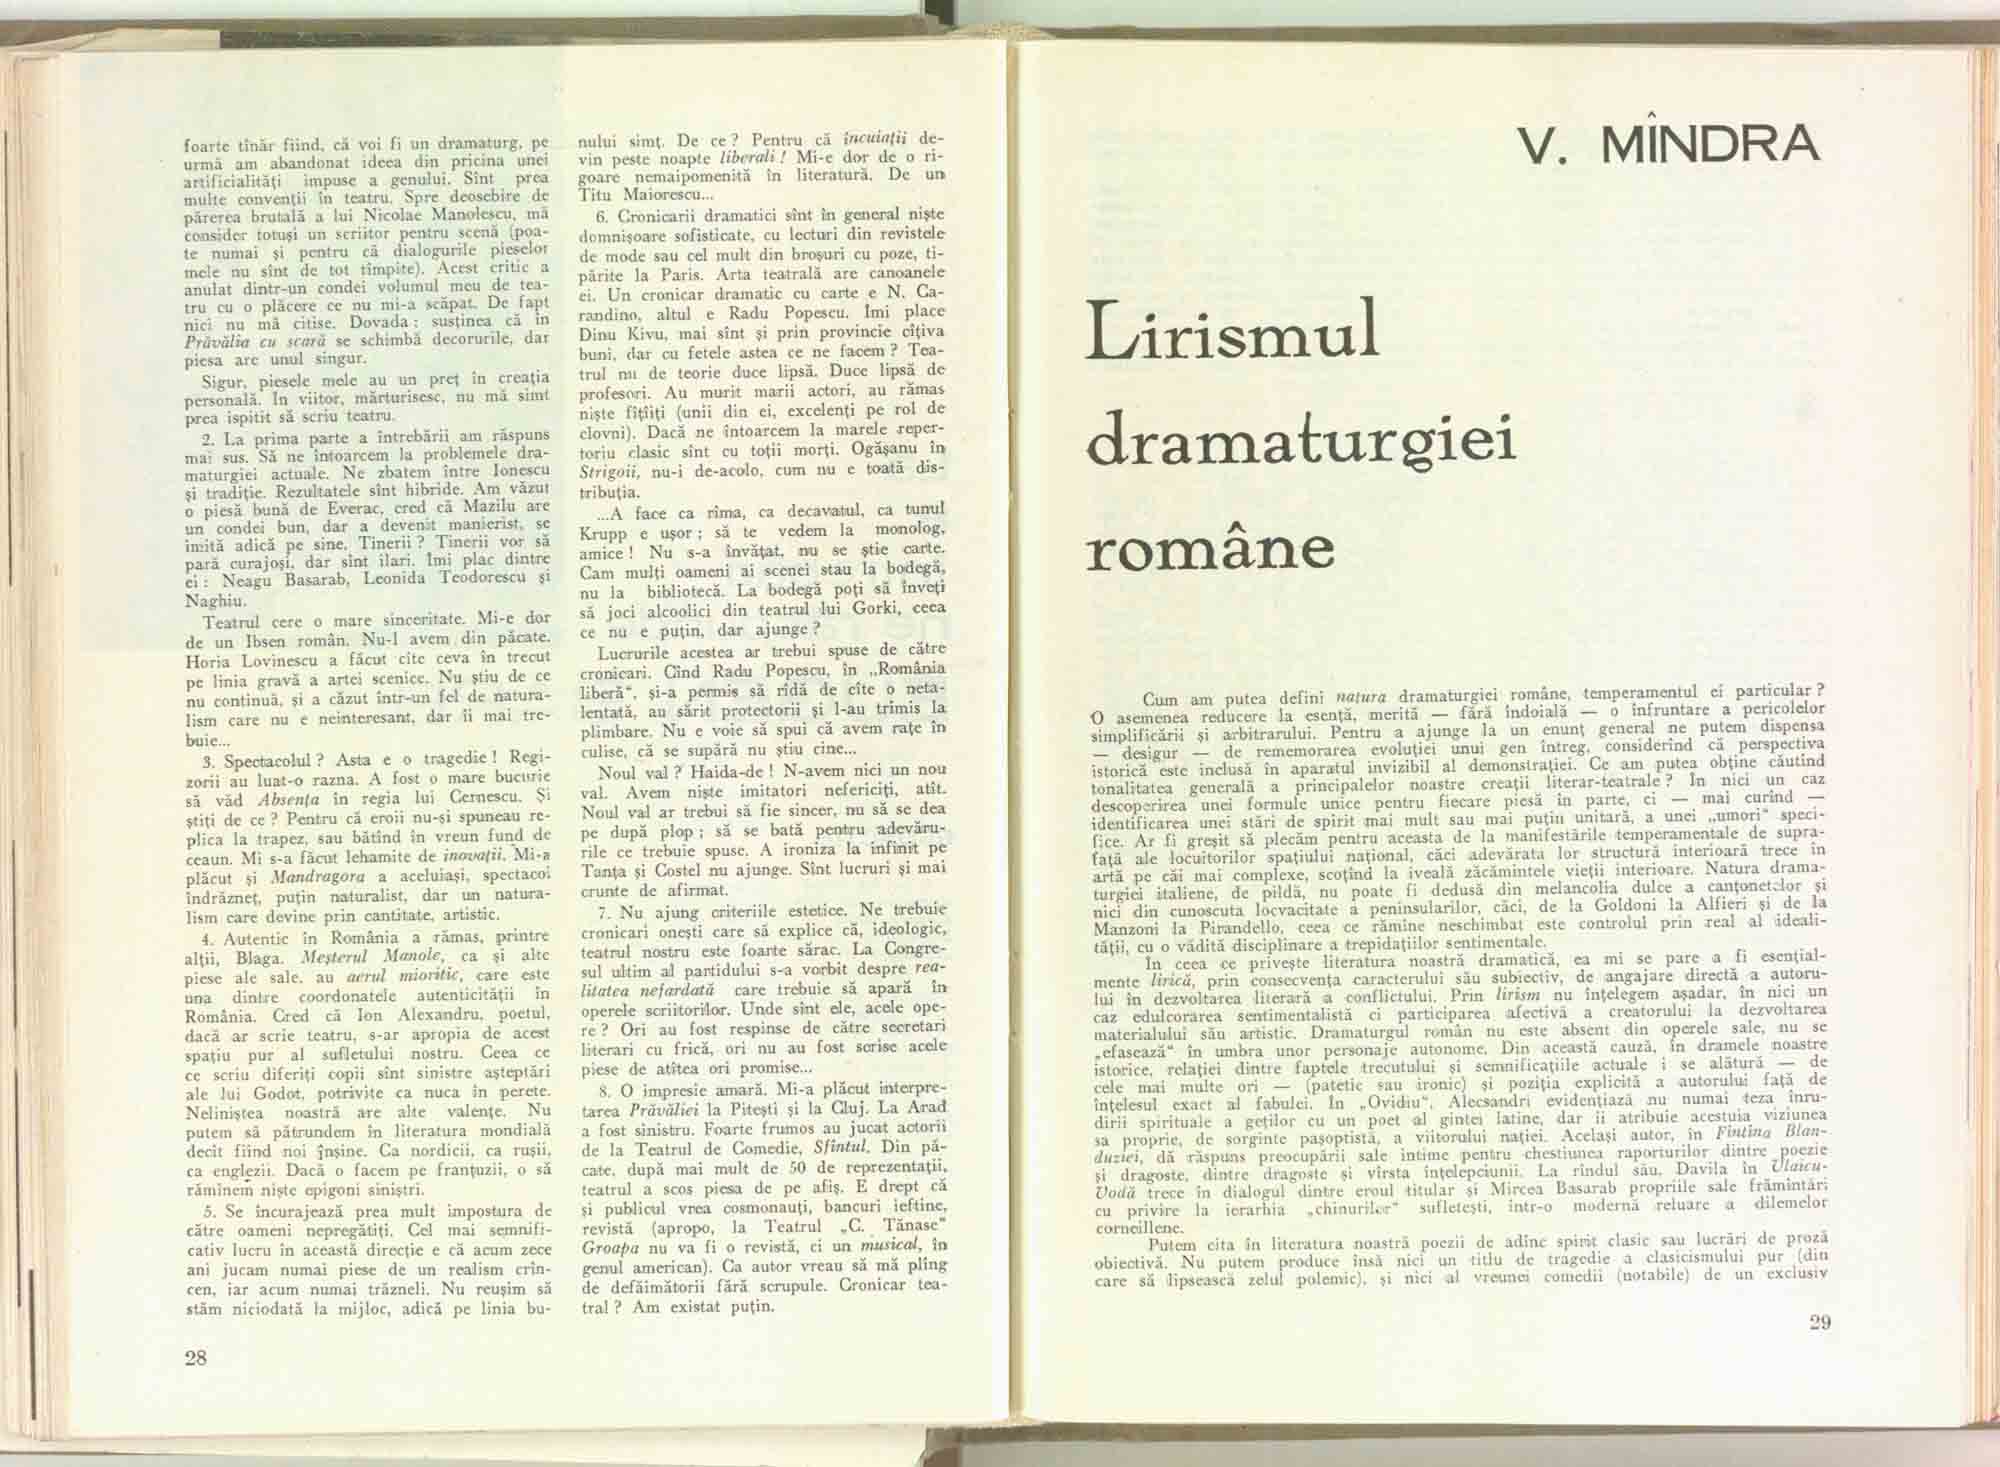 foarte tînăr fiind, că voi fi un dramaturg, pe
urmă am abandonat ideea din pricina unei
artificialități impuse a genului. Sînt prea
multe convenții în teatru. Spre deosebire de
părerea brutală a lui Nicolae Manolescu, mă
consider totuși un scriitor pentru scenă (poa-
te numai și pentru că dialogurile pieselor
mele nu sînt de tot tîmpite). Acest critic a
anulat dintr-un condei volumul meu de tea-
tru cu o plăcere ce nu mi-a scăpat. De fapt
nici nu mă citise. Dovada : susținea că în
Prăvălia cu scară se schimbă decorurile, dar
piesa are unul singur.
Sigur, piesele mele au un preț în creația
personală. In viitor, mărturisesc, nu mă simt
prea ispitit să scriu teatru.
2. La prima parte a întrebării am răspuns
mai sus. Să ne întoarcem la problemele dra-
maturgiei actuale. Ne zbatem între Ionescu
și tradiție. Rezultatele sînt hibride. Am văzut
o piesă bună de Everac, cred că Mazilu are
un condei bun, dar a devenit manierist, se
imită adică pe sine. Tinerii ? Tinerii vor să
pară curajoși, dar sînt ilari. Imi plac dintre
ei : Neagu Basarab, Leonida Teodorescu și
Naghiu.
Teatrul cere o mare sinceritate. Mi-e dor
de un Ibsen român. Nu-l avem din păcate.
Horia Lovinescu a făcut cîte ceva în trecut
pe linia gravă a artei scenice. Nu știu de ce
nu continuă, și a căzut într-un fel de natura-
lism care nu e neinteresant, dar îi mai tre-
buie...
3. Spectacolul ? Asta e o tragedie ! Regi-
zorii au luat-o razna. A fost o mare bucurie
să văd Absența în regia lui Cernescu. Și
știți de ce ? Pentru că eroii nu-și spuneau re-
plica la trapez, sau bătînd în vreun fund de
ceaun. Mi s-a făcut lehamite de inovații. Mi-a
plăcut și Mandragora a aceluiași, spectacol
îndrăzneț, puțin naturalist, dar un natura-
lism care devine prin cantitate, artistic.
4. Autentic în România a rămas, printre
alții, Blaga. Meșterul Manole, ca și alte
piese ale sale, au aerul mioritic, care este
una dintre coordonatele autenticității în
România. Cred că Ion Alexandru, poetul,
dacă ar scrie teatru, s-ar apropia de acest
spațiu pur al sufletului nostru. Ceea ce
ce scriu diferiți copii sînt sinistre așteptări
ale lui Godot, potrivite ca nuca în perete.
Neliniștea noastră are alte valențe. Nu
putem să pătrundem în literatura mondială
decît fiind noi înșine. Ca nordicii, ca rușii,
ca englezii. Dacă o facem pe franțuzii, o să
rămînem niște epigoni siniștri.
5. Se încurajează prea mult impostura de
către oameni nepregătiți. Cel mai semnifi-
cativ lucru în această direcție e că acum zece
ani jucam numai piese de un realism crîn-
cen, iar acum numai trăzneli. Nu reușim să
stăm niciodată la mijloc, adică pe linia bu-
nului simț. De ce ? Pentru că încuiații de-
vin peste noapte liberali ! Mi-e dor de o ri-
goare nemaipomenită în literatură. De un
Titu Maiorescu...
6. Cronicarii dramatici sînt în general niște
domnișoare sofisticate, cu lecturi din revistele
de mode sau cel mult din broșuri cu poze, ti-
părite la Paris. Arta teatrală are canoanele
ei. Un cronicar dramatic cu carte e N. Ca-
randino, altul e Radu Popescu. Imi place
Dinu Kivu, mai sînt și prin provincie cîțiva
buni, dar cu fetele astea ce ne facem ? Tea-
trul nu de teorie duce lipsă. Duce lipsă de
profesori. Au murit marii actori, au rămas
niște fîțîiți (unii din ei, excelenți pe rol de
clovni). Dacă ne întoarcem la marele reper-
toriu clasic sînt cu toții morți. Ogășanu în
Strigoii, nu-i de-acolo, cum nu e toată dis-
tribuția.
...A face ca rîma, ca decavatul, ca tunul
Krupp e ușor ; să te vedem la monolog,
amice ! Nu s-a învățat, nu se știe carte.
Cam mulți oameni ai scenei stau la bodegă,
nu la bibliotecă. La bodegă poți să înveți
să joci alcoolici din teatrul lui Gorki, ceea
ce nu e puțin, dar ajunge ?
Lucrurile acestea ar trebui spuse de către
cronicari. Cînd Radu Popescu, în „România
liberă“, și-a permis să rîdă de cîte o neta-
lentată, au sărit protectorii și l-au trimis la
plimbare. Nu e voie să spui că avem rațe în
culise, că se supără nu știu cine...
Noul val ? Haida-de ! N-avem nici un nou
val. Avem niște imitatori nefericiți, atît.
Noul val ar trebui să fie sincer, nu să se dea
pe după plop ; să se bată pentru adevăru-
rile ce trebuie spuse. A ironiza la infinit pe
Tanța și Costel nu ajunge. Sînt lucruri și mai
crunte de afirmat.
7. Nu ajung criteriile estetice. Ne trebuie
cronicari onești care să explice că, ideologic,
teatrul nostru este foarte sărac. La Congre-
sul ultim al partidului s-a vorbit despre rea-
litatea nefardată care trebuie să apară în
operele scriitorilor. Unde sînt ele, acele ope-
re ? Ori au fost respinse de către secretari
literari cu frică, ori nu au fost scrise acele
piese de atîtea ori promise...
8. O impresie amară. Mi-a plăcut interpre-
tarea Prăvăliei la Pitești și la Cluj. La Arad
a fost sinistru. Foarte frumos au jucat actorii
de la Teatrul de Comedie, Sfîntul. Din pă-
cate, după mai mult de 50 de reprezentații,
teatrul a scos piesa de pe afiș. E drept că
și publicul vrea cosmonauți, bancuri ieftine,
revistă (apropo, la Teatrul „C. Tănase“
Groapa nu va fi o revistă, ci un musical, în
genul american). Ca autor vreau să mă plîng
de defăimătorii fără scrupule. Cronicar tea-
tral ? Am existat puțin.
28
V. MÎNDRA
Lirismul
dramaturgiei
române
Cum am putea defini natura dramaturgiei române, temperamentul ei particular ?
O asemenea reducere la esență, merită — fără îndoială — o înfruntare a pericolelor
simplificării și arbitrarului. Pentru a ajunge la un enunț general ne putem dispensa
— desigur — de rememorarea evoluției unui gen întreg, considerînd că perspectiva
istorică este inclusă în aparatul invizibil al demonstrației. Ce am putea obține căutînd
tonalitatea generală a principalelor noastre creații literar-teatrale ? In nici un caz
descoperirea unei formule unice pentru fiecare piesă în parte, ci — mai curînd —
identificarea unei stări de spirit mai mult sau mai puțin unitară, a unei „umori“ speci-
fice. Ar fi greșit să plecăm pentru aceasta de la manifestările temperamentale de supra-
față ale locuitorilor spațiului național, căci adevărata lor structură interioară trece în
artă pe căi mai complexe, scoțînd la iveală zăcămintele vieții interioare. Natura drama-
turgiei italiene, de pildă, nu poate fi dedusă din melancolia dulce a canțonetelor și
nici din cunoscuta locvacitate a peninsularilor, căci, de la Goldoni la Alfieri și de la
Manzoni la Pirandello, ceea ce rămîne neschimbat este controlul prin real al ideali-
tății, cu o vădită disciplinare a trepidațiilor sentimentale.
In ceea ce privește literatura noastră dramatică, ea mi se pare a fi esențial-
mente lirică, prin consecvența caracterului său subiectiv, de angajare directă a autoru-
lui în dezvoltarea literară a conflictului. Prin lirism nu înțelegem așadar, în nici un
caz edulcorarea sentimentalistă ci participarea afectivă a creatorului la dezvoltarea
materialului său artistic. Dramaturgul român nu este absent din operele sale, nu se
„efasează“ în umbra unor personaje autonome. Din această cauză, în dramele noastre
istorice, relației dintre faptele trecutului și semnificațiile actuale i se alătură — de
cele mai multe ori — (patetic sau ironic) și poziția explicită a autorului față de
înțelesul exact al fabulei. In „Ovidiu“, Alecsandri evidențiază nu numai teza înru-
dirii spirituale a geților cu un poet al gintei latine, dar îi atribuie acestuia viziunea
sa proprie, de sorginte pașoptistă, a viitorului nației. Același autor, în Fîntîna Blan-
duziei, dă răspuns preocupării sale intime pentru chestiunea raporturilor dintre poezie
și dragoste, dintre dragoste și vîrsta înțelepciunii. La rîndul său, Davila în Vlaicu-
Vodă trece în dialogul dintre eroul titular și Mircea Basarab propriile sale frămîntări
cu privire la ierarhia „chinurilor“ sufletești, într-o modernă reluare a dilemelor
corneillene.
Putem cita în literatura noastră poezii de adînc spirit clasic sau lucrări de proză
obiectivă. Nu putem produce însă nici un titlu de tragedie a clasicismului pur (din
care să lipsească zelul polemic), și nici al vreunei comedii (notabile) de un exclusiv
29